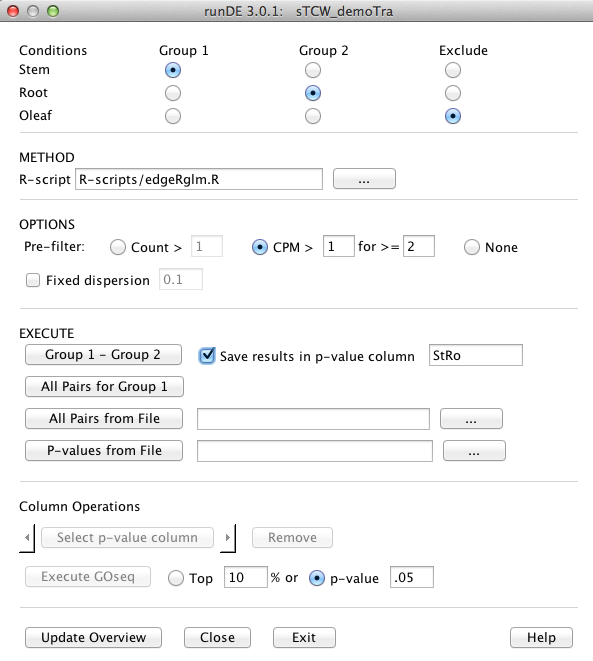 runDE 3.0.1: sTCW_demoTra
Conditions Group 1 Group 2 Exclude
Stem
Root
Oleaf
METHOD
R-script R-scripts/edgeRglm.R ...
OPTIONS
Pre-filter: Count > 1 CPM > 1 for >= 2 None
Fixed dispersion 0.1
EXECUTE
Group 1 - Group 2 Save results in p-value column StRo
All Pairs for Group 1
All Pairs from File ...
P-values from File ...
Column Operations
Select p-value column Remove
Execute GOseq Top 10 % or p-value .05
Update Overview Close Exit Help